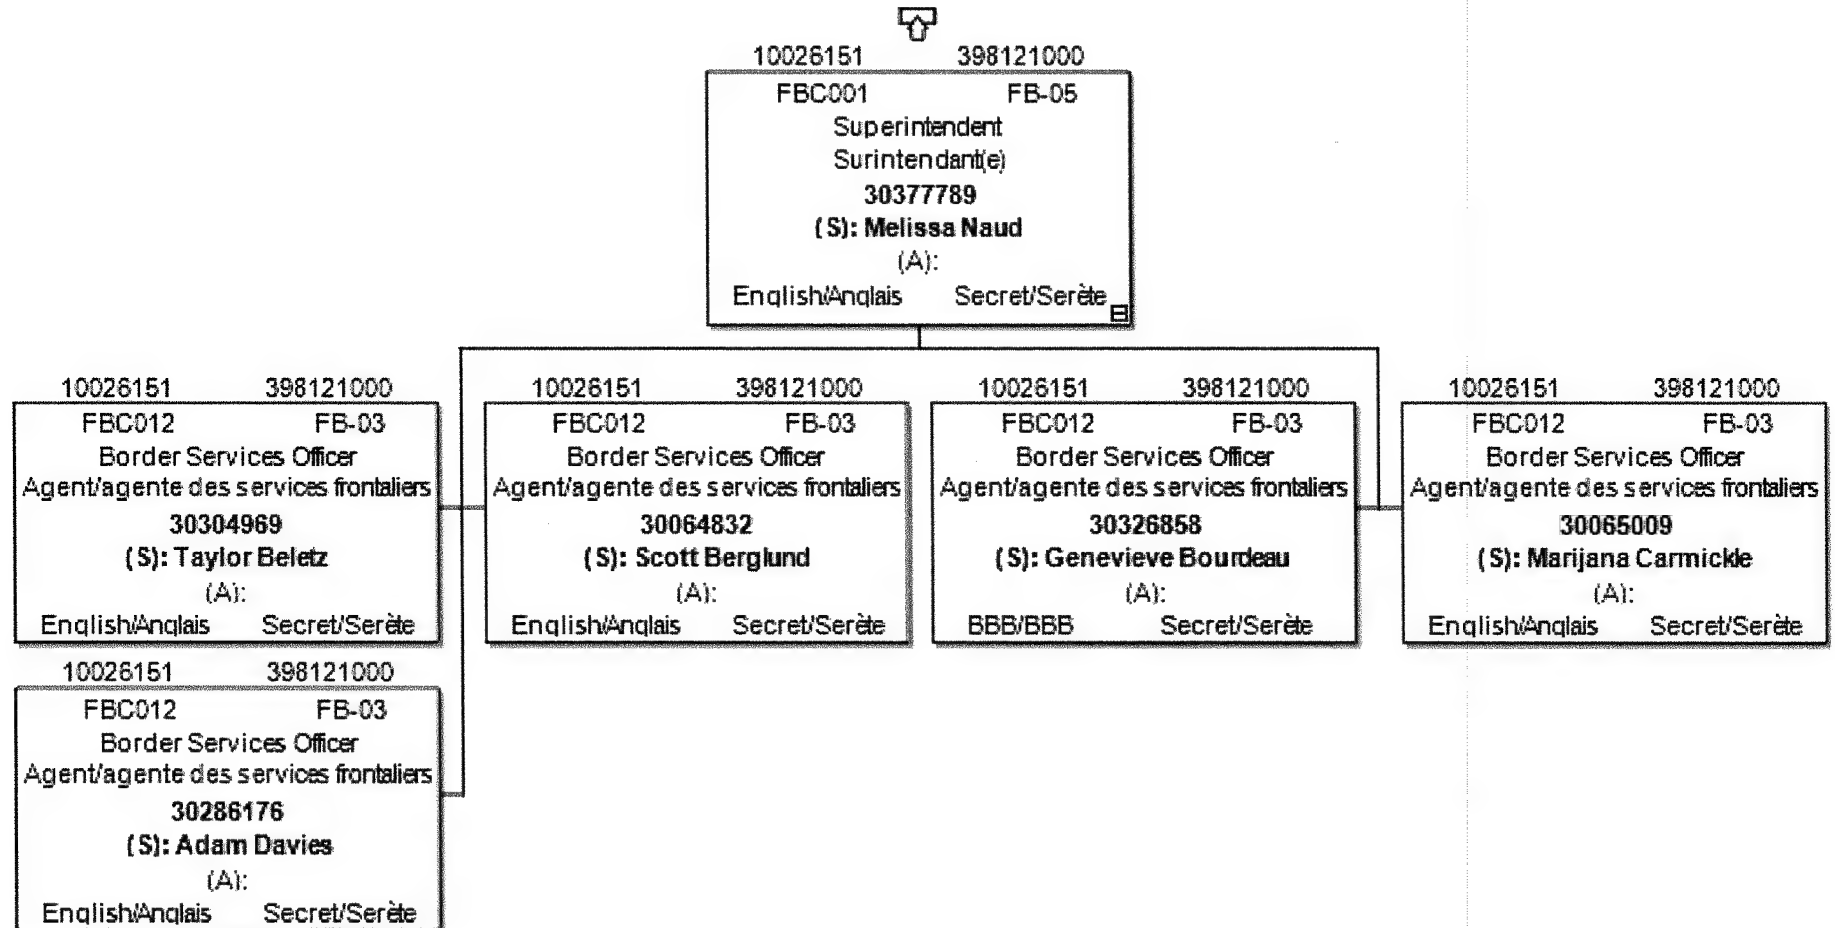 10026151 398121000
FBC001 FB-05
Superintendent
Surintendant(e)
30377789
(S): Melissa Naud
(A):
English/Anglais Secret/Serète
10026151 398121000
FBC012 FB-03
Border Services Officer
Agent/agente des services frontaliers
30304969
(S): Taylor Beletz
(A):
English/Anglais Secret/Serète
10026151 398121000
FBC012 FB-03
Border Services Officer
Agent/agente des services frontaliers
30064832
(S): Scott Berglund
(A):
English/Anglais Secret/Serète
10026151 398121000
FBC012 FB-03
Border Services Officer
Agent/agente des services frontaliers
30326858
(S): Genevieve Bourdeau
(A):
BBB/BBB Secret/Serète
10026151 398121000
FBC012 FB-03
Border Services Officer
Agent/agente des services frontaliers
30065009
(S): Marijana Carmickle
(A):
English/Anglais Secret/Serète
10026151 398121000
FBC012 FB-03
Border Services Officer
Agent/agente des services frontaliers
30286176
(S): Adam Davies
(A):
English/Anglais Secret/Serète